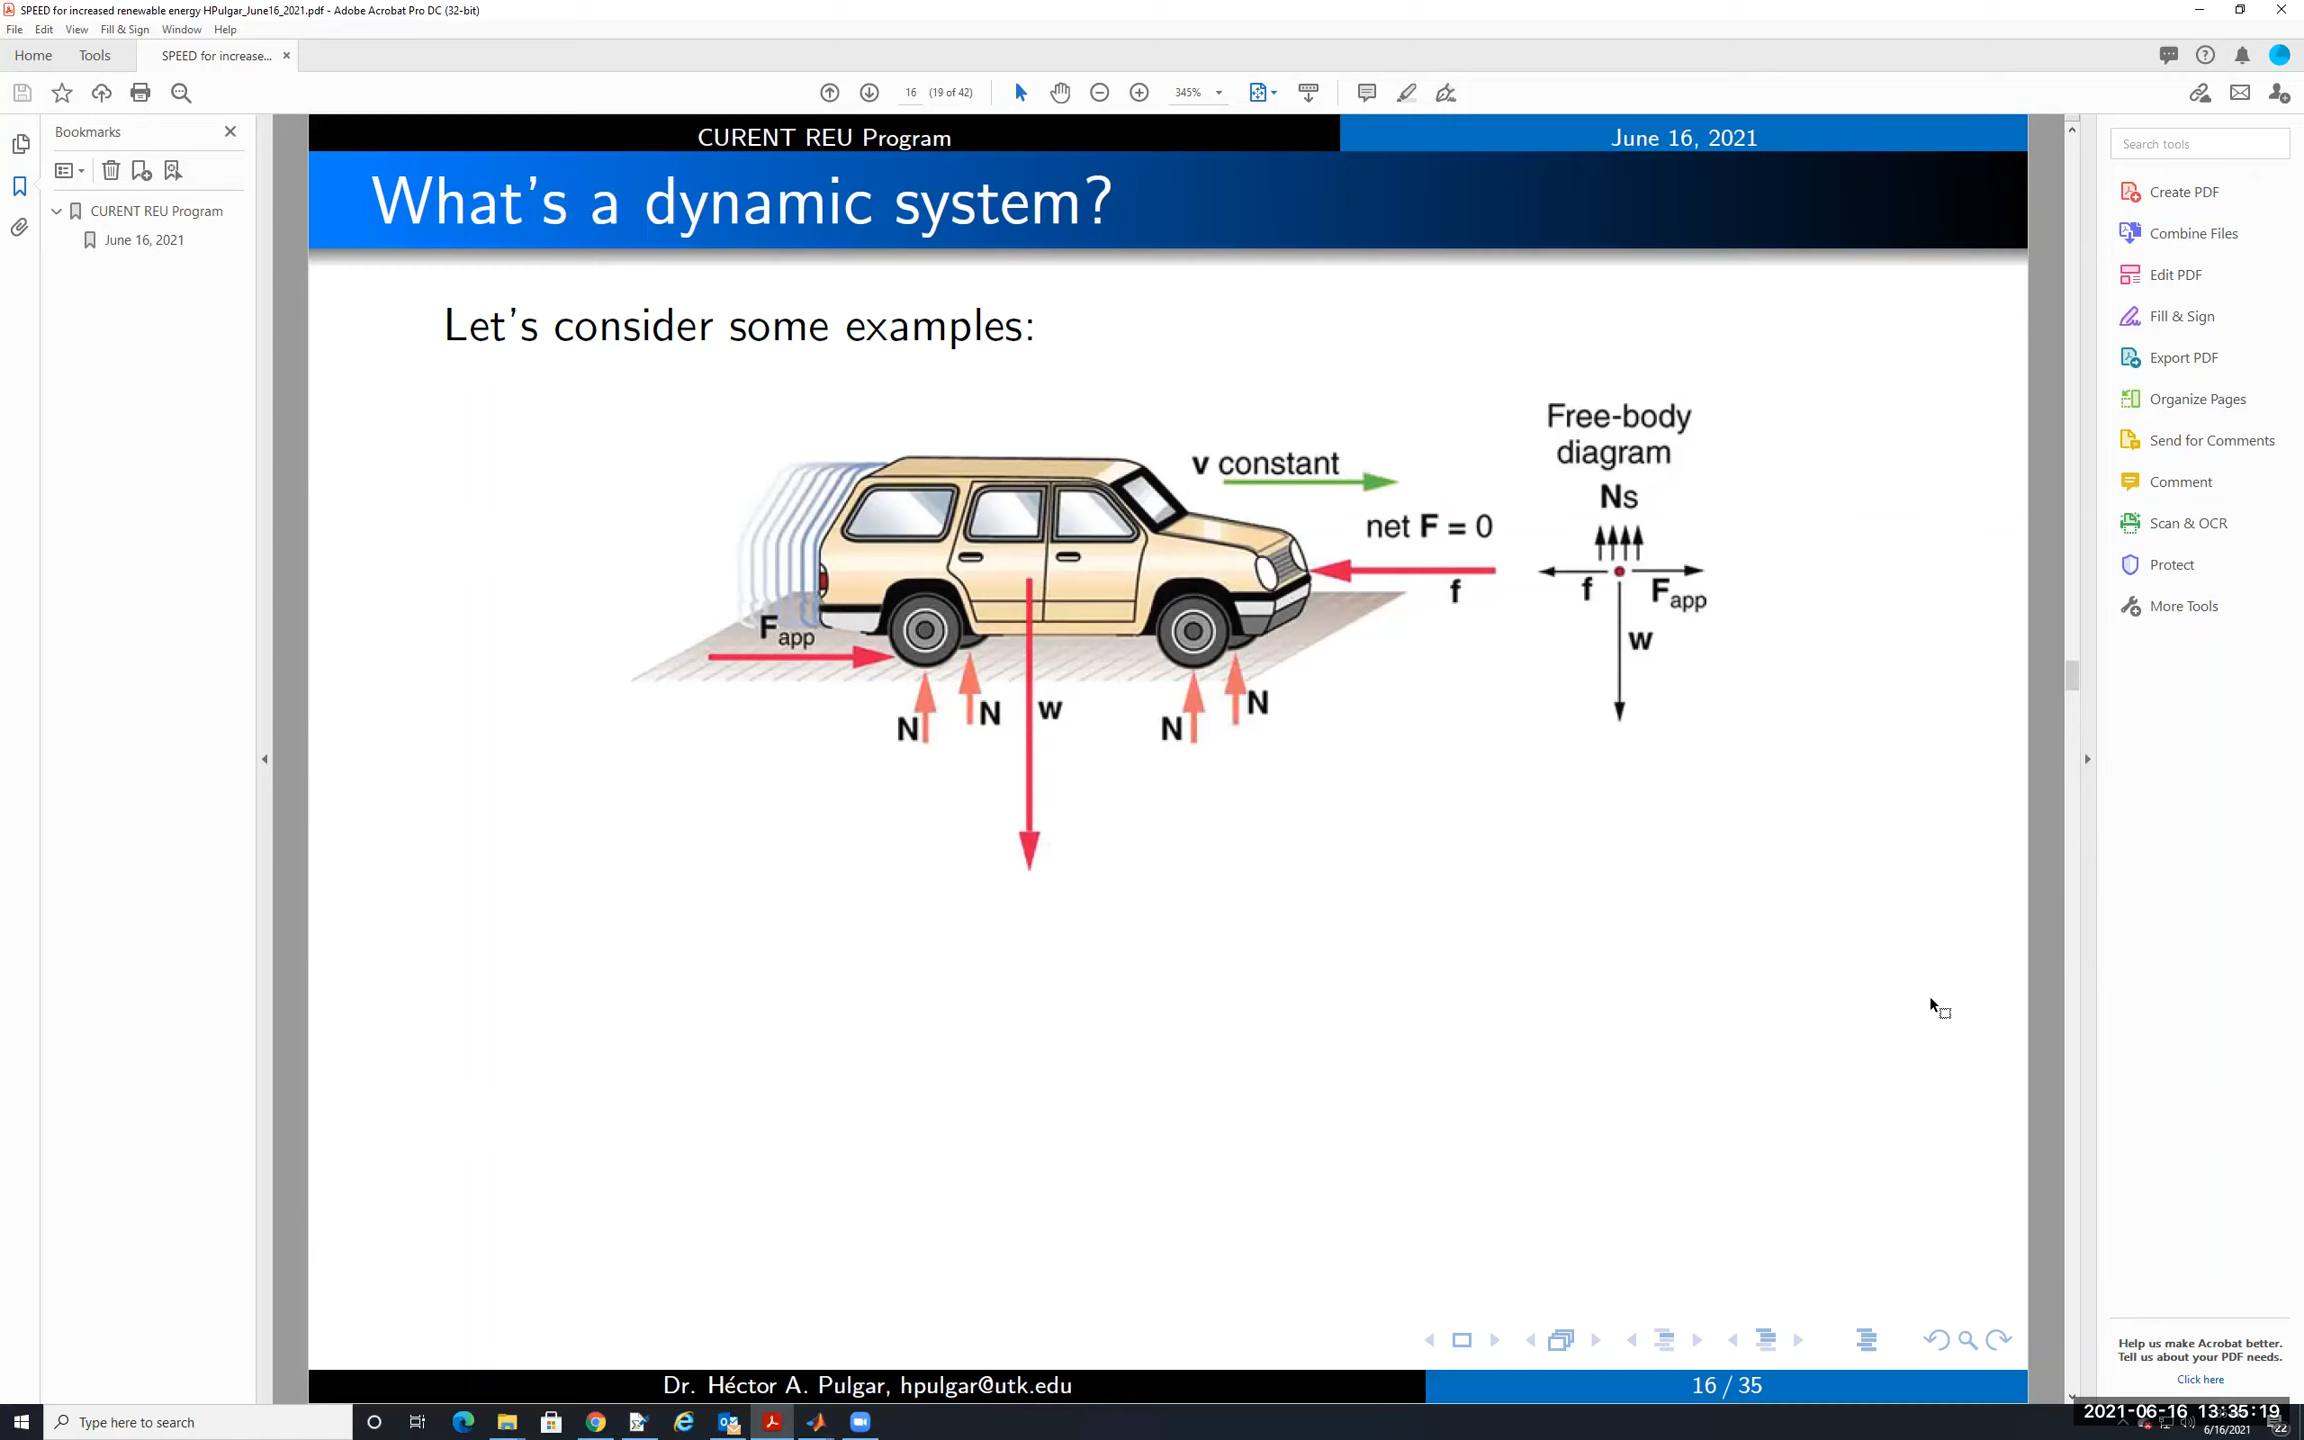 SPEED for increased renewable energy HPulgar_June16_2021.pdf - Adobe Acrobat Pro DC (32-bit)
File Edit View Fill & Sign Window Help
Home Tools SPEED for increase...
16 (19 of 42) 345%
Bookmarks
CURENT REU Program
June 16, 2021
CURENT REU Program June 16, 2021
What's a dynamic system?
Let's consider some examples:
v constant
net F = 0
f
Fapp
N
N
w
N
N
Free-body
diagram
Ns
f
Fapp
w
Dr. Héctor A. Pulgar, hpulgar@utk.edu 16 / 35
Search tools
Create PDF
Combine Files
Edit PDF
Fill & Sign
Export PDF
Organize Pages
Send for Comments
Comment
Scan & OCR
Protect
More Tools
Help us make Acrobat better.
Tell us about your PDF needs.
Click here
Type here to search
2021-06-16 13:35:19
6/16/2021
22